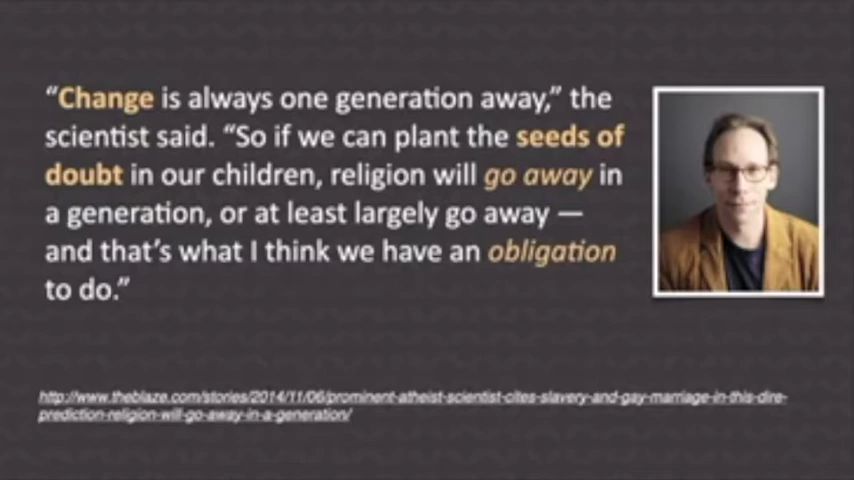 “Change is always one generation away,” the
scientist said. “So if we can plant the seeds of
doubt in our children, religion will go away in
a generation, or at least largely go away —
and that’s what I think we have an obligation
to do.”
http://www.theblaze.com/stories/2014/11/06/prominent-atheist-scientist-cites-slavery-and-gay-marriage-in-this-dire-
prediction-religion-will-go-away-in-a-generation/